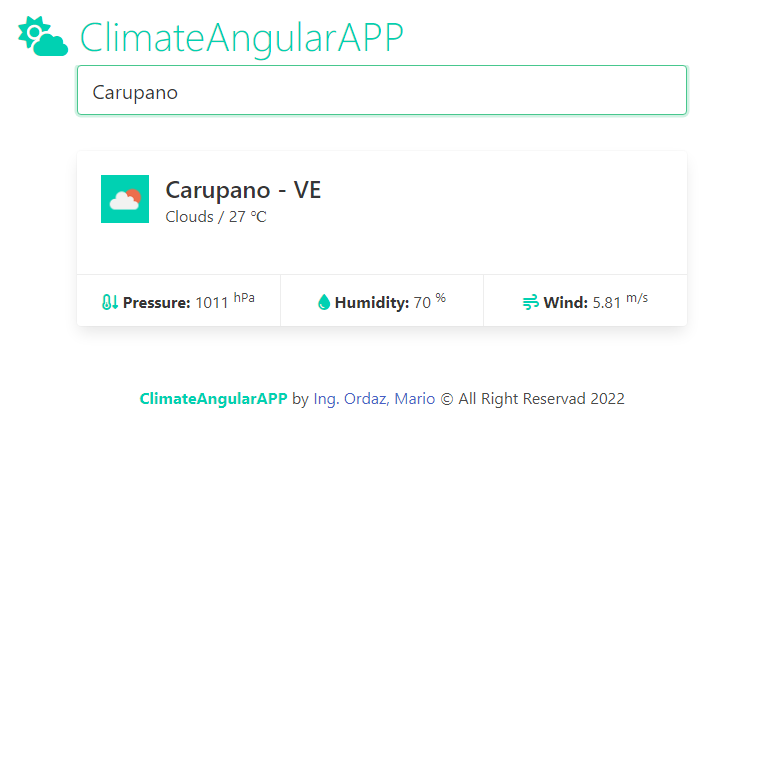 ClimateAngularAPP
Carupano
Carupano - VE
Clouds / 27 ℃
Pressure: 1011 hPa
Humidity: 70 %
Wind: 5.81 m/s
ClimateAngularAPP by Ing. Ordaz, Mario © All Right Reservad 2022